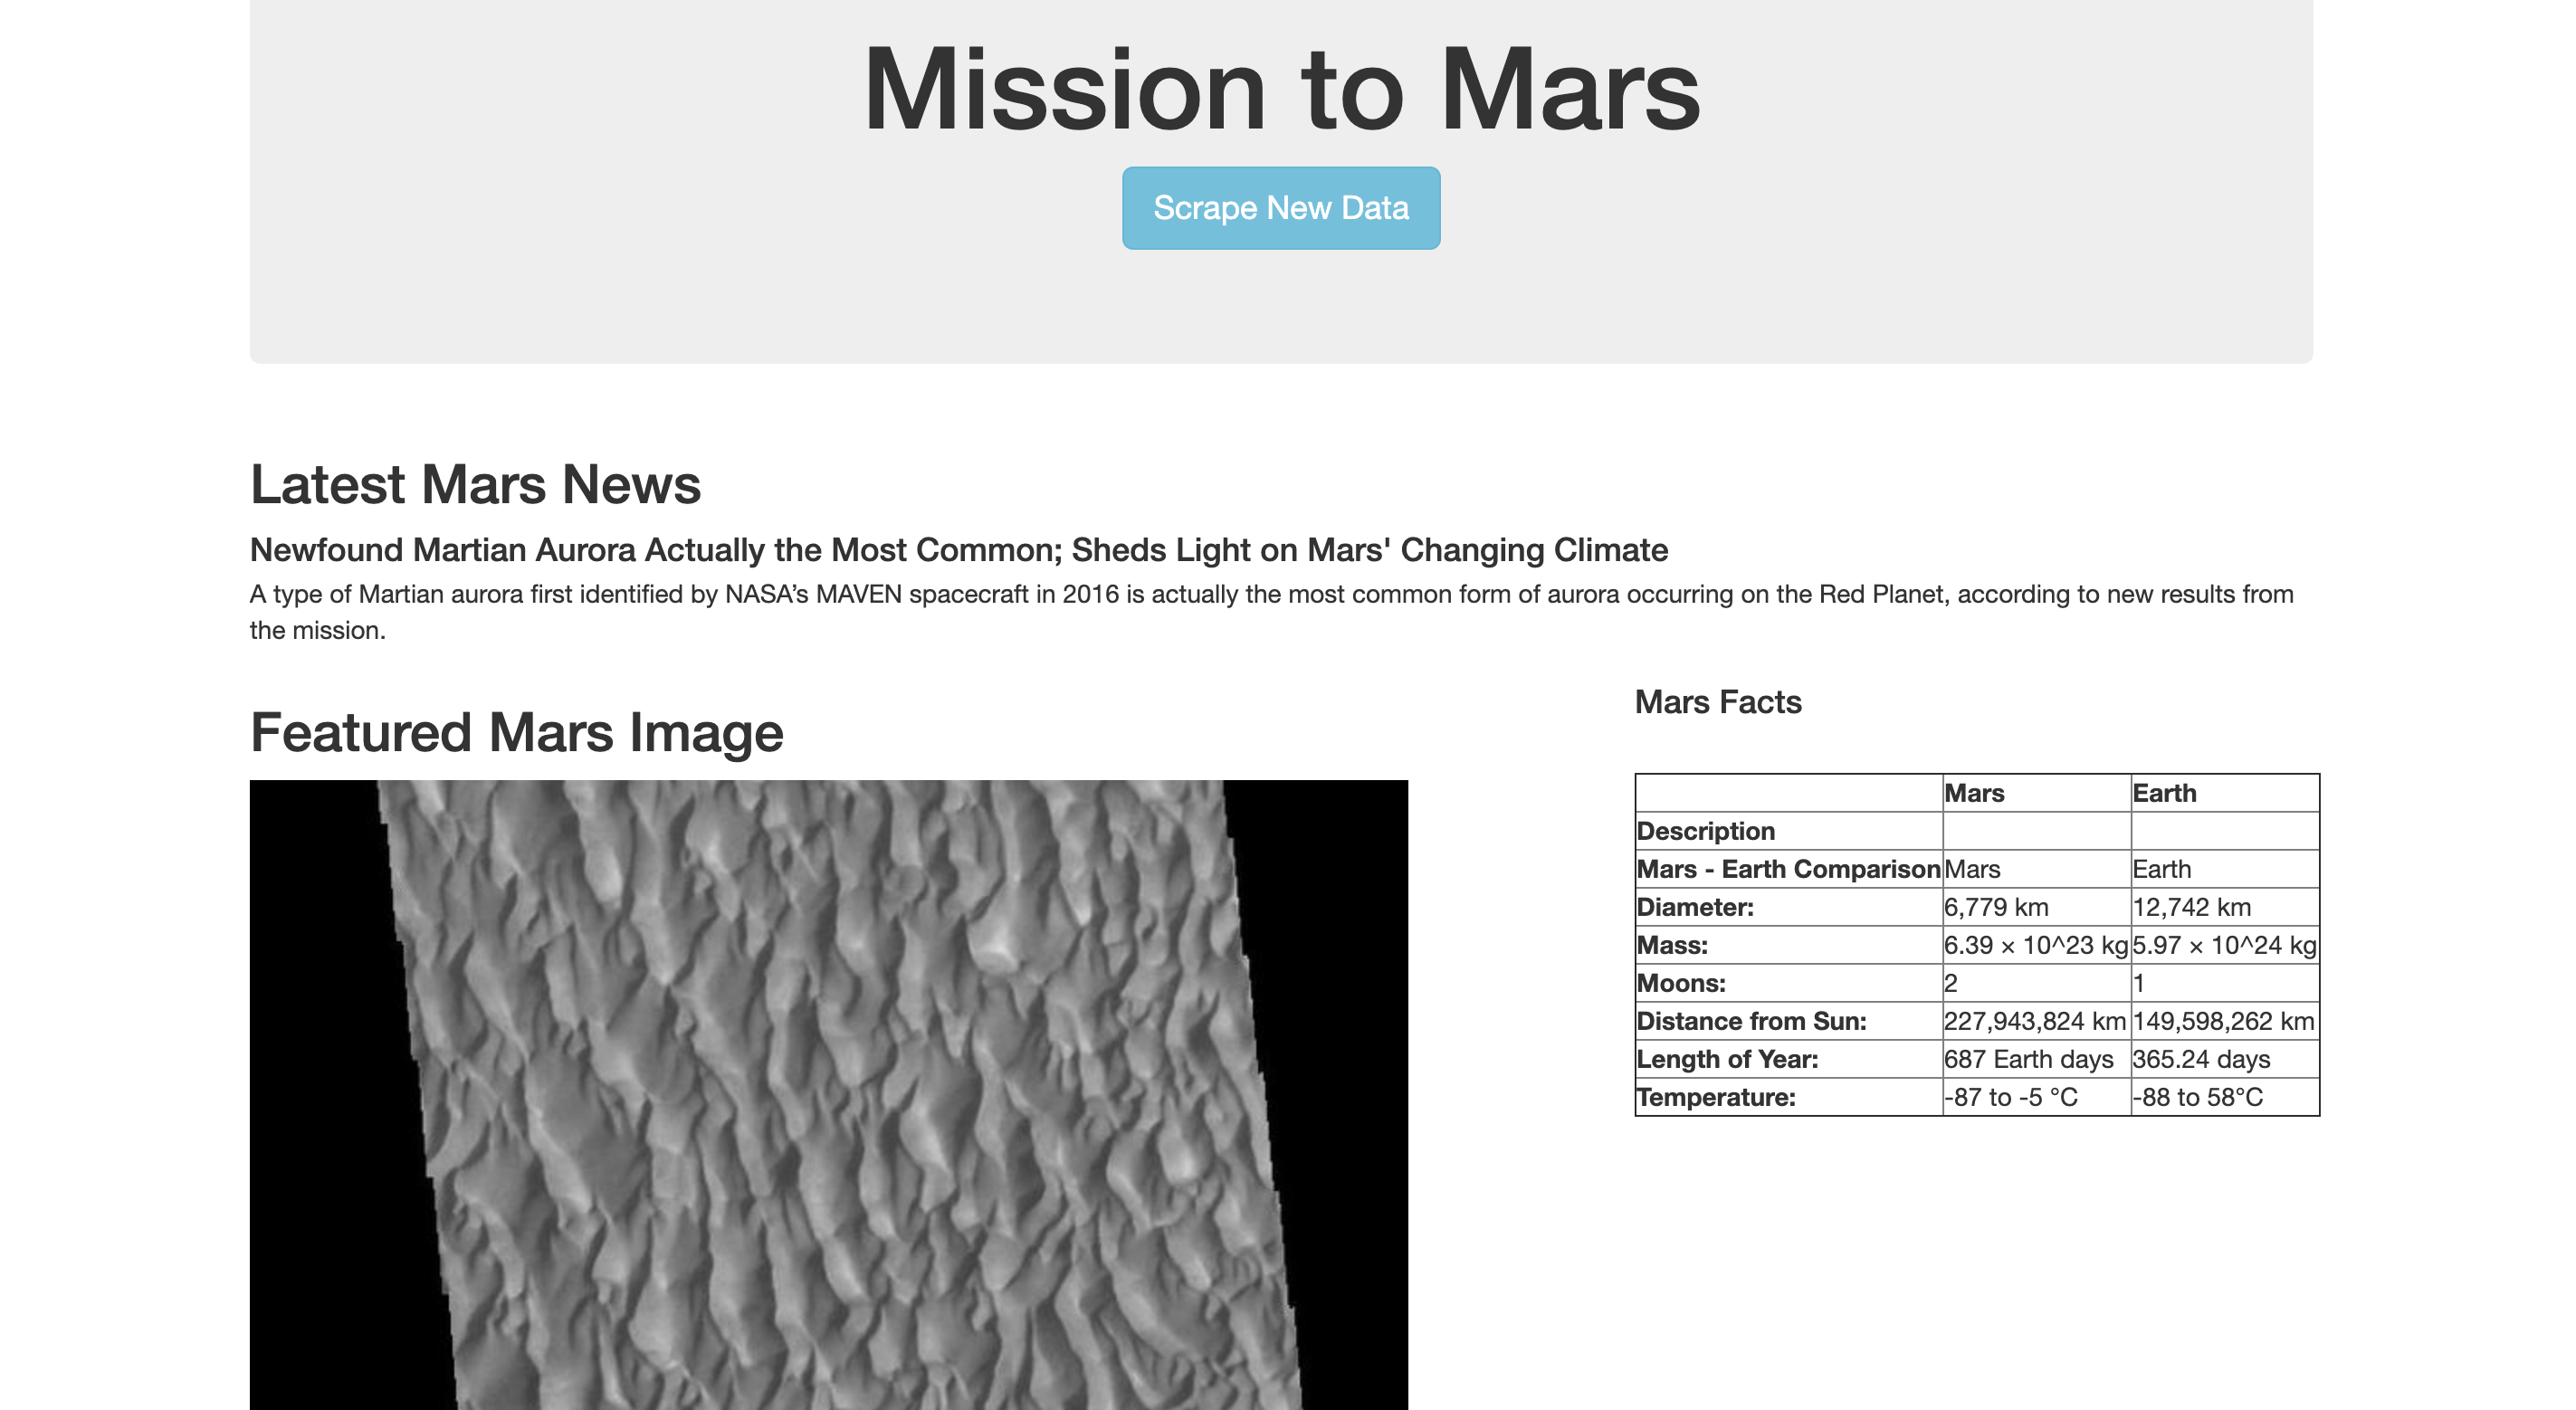 Mission to Mars
Scrape New Data
Latest Mars News
Newfound Martian Aurora Actually the Most Common; Sheds Light on Mars' Changing Climate
A type of Martian aurora first identified by NASA’s MAVEN spacecraft in 2016 is actually the most common form of aurora occurring on the Red Planet, according to new results from
the mission.
Featured Mars Image
Mars Facts
Mars Earth
Description
Mars - Earth Comparison Mars Earth
Diameter: 6,779 km 12,742 km
Mass: 6.39 × 10^23 kg 5.97 × 10^24 kg
Moons: 2 1
Distance from Sun: 227,943,824 km 149,598,262 km
Length of Year: 687 Earth days 365.24 days
Temperature: -87 to -5 °C -88 to 58°C